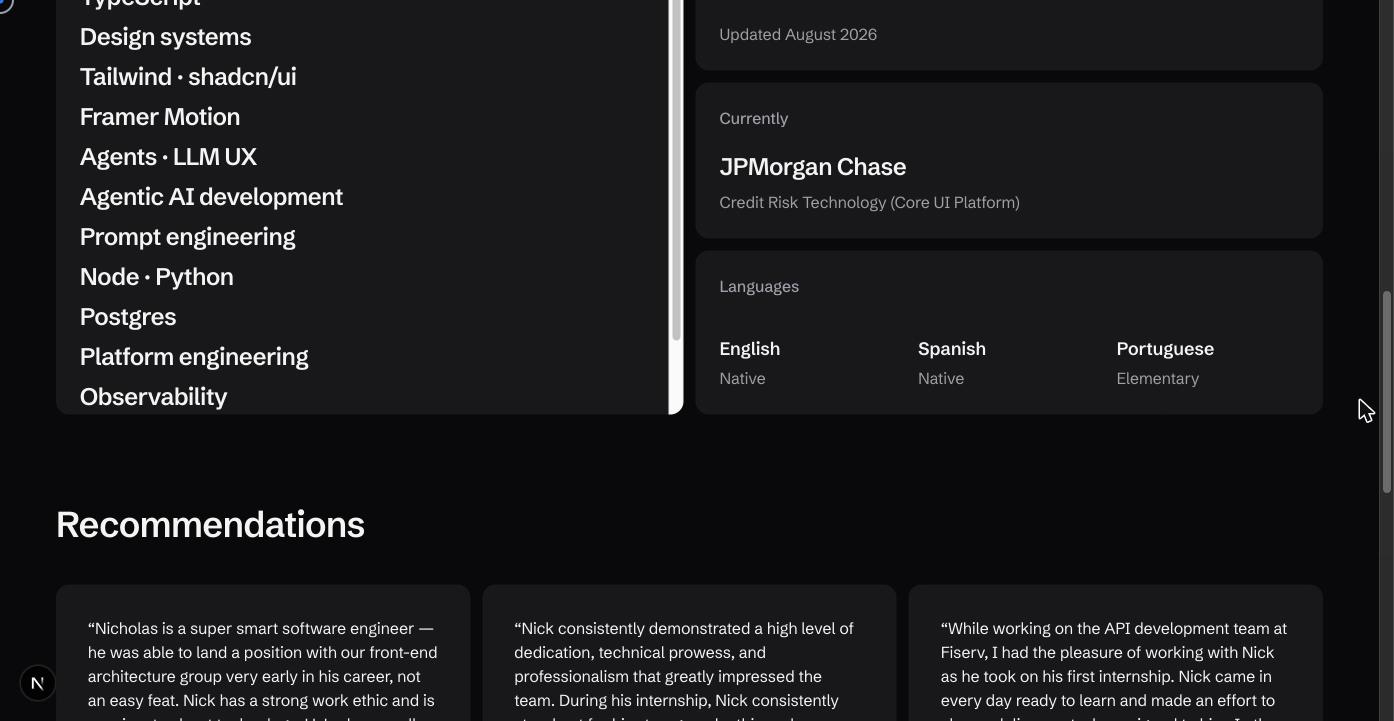 TypeScript
Design systems
Tailwind · shadcn/ui
Framer Motion
Agents · LLM UX
Agentic AI development
Prompt engineering
Node · Python
Postgres
Platform engineering
Observability
Updated August 2026
Currently
JPMorgan Chase
Credit Risk Technology (Core UI Platform)
Languages
English
Native
Spanish
Native
Portuguese
Elementary
Recommendations
“Nicholas is a super smart software engineer —
he was able to land a position with our front-end
architecture group very early in his career, not
an easy feat. Nick has a strong work ethic and is
“Nick consistently demonstrated a high level of
dedication, technical prowess, and
professionalism that greatly impressed the
team. During his internship, Nick consistently
“While working on the API development team at
Fiserv, I had the pleasure of working with Nick
as he took on his first internship. Nick came in
every day ready to learn and made an effort to
N